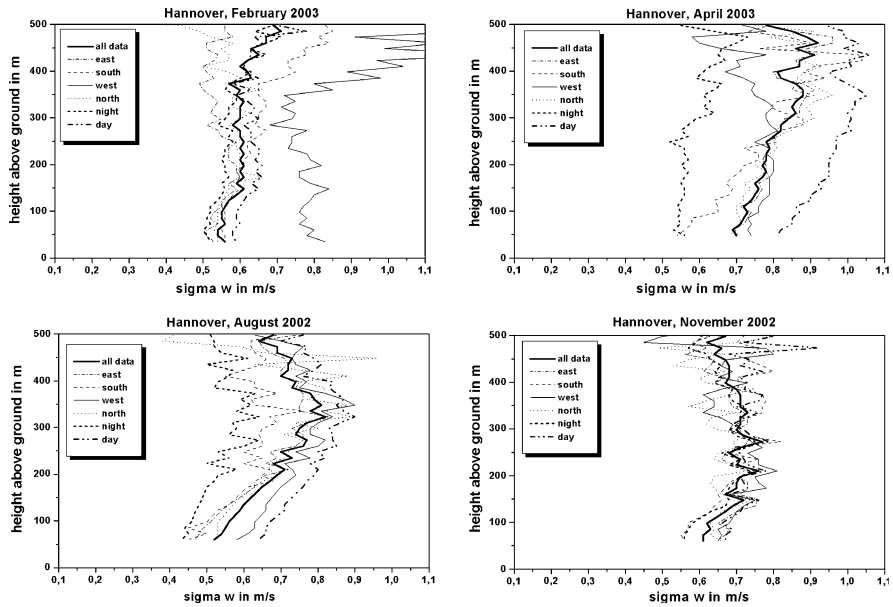 Hannover, February 2003
500
400
300
200
100
0,1 0,2 0,3 0,4 0,5 0,6 0,7 0,8 0,9 1,0 1,1
height above ground in m
sigma w in m/s
all data
east
south
west
north
night
day
Hannover, April 2003
500
400
300
200
100
0,1 0,2 0,3 0,4 0,5 0,6 0,7 0,8 0,9 1,0 1,1
height above ground in m
sigma w in m/s
all data
east
south
west
north
night
day
Hannover, August 2002
500
400
300
200
100
0,1 0,2 0,3 0,4 0,5 0,6 0,7 0,8 0,9 1,0 1,1
height above ground in m
sigma w in m/s
all data
east
south
west
north
night
day
Hannover, November 2002
500
400
300
200
100
0,1 0,2 0,3 0,4 0,5 0,6 0,7 0,8 0,9 1,0 1,1
height above ground in m
sigma w in m/s
all data
east
south
west
north
night
day